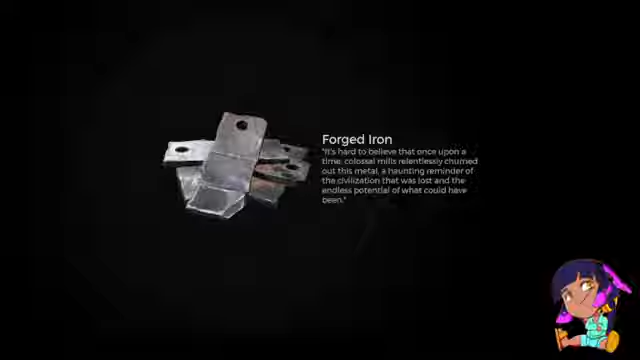 Forged Iron
"It's hard to believe that once upon a
time, colossal mills relentlessly churned
out this metal, a haunting reminder of
the civilization that was lost and the
endless potential of what could have
been."